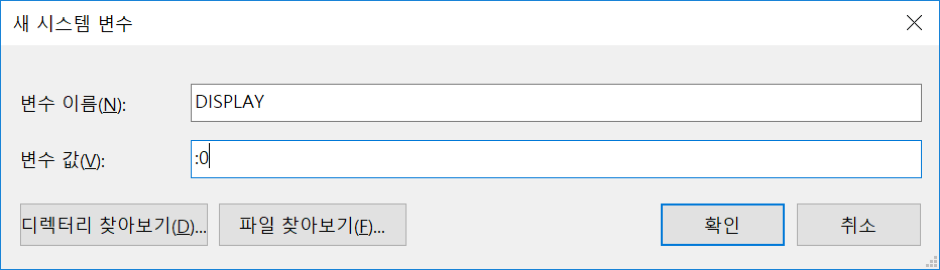 새 시스템 변수
변수 이름(N):
DISPLAY
변수 값(V):
:0
디렉터리 찾아보기(D)... 파일 찾아보기(F)... 확인 취소